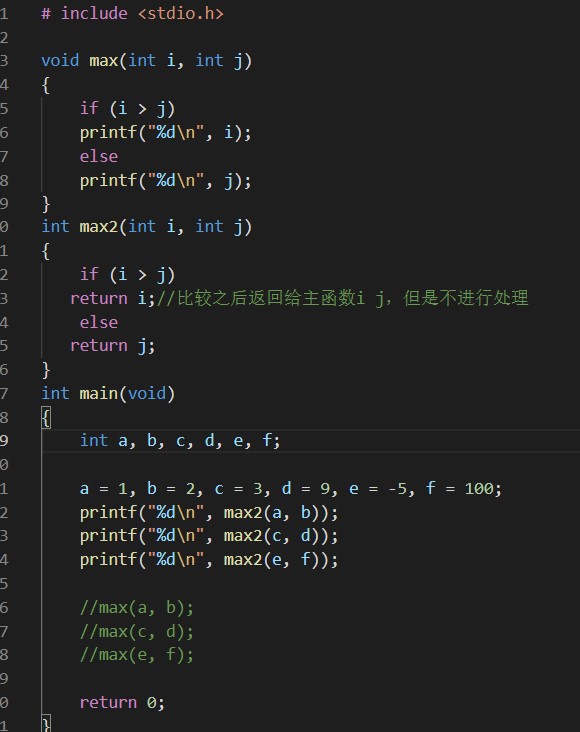 1 # include <stdio.h>
2
3 void max(int i, int j)
4 {
5 if (i > j)
6 printf("%d\n", i);
7 else
8 printf("%d\n", j);
9 }
0 int max2(int i, int j)
1 {
2 if (i > j)
3 return i;//比较之后返回给主函数i j，但是不进行处理
4 else
5 return j;
6 }
7 int main(void)
8 {
9 int a, b, c, d, e, f;
0
1 a = 1, b = 2, c = 3, d = 9, e = -5, f = 100;
2 printf("%d\n", max2(a, b));
3 printf("%d\n", max2(c, d));
4 printf("%d\n", max2(e, f));
5
6 //max(a, b);
7 //max(c, d);
8 //max(e, f);
9
0 return 0;
1 }